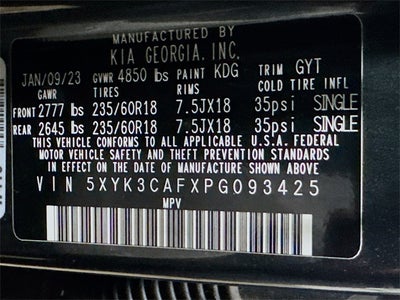 MANUFACTURED BY
KIA GEORGIA, INC.
JAN/09/23 GVWR 4850 lbs PAINT KDG TRIM GYT
GAWR TIRES RIMS COLD TIRE INFL
FRONT 2777 lbs 235/60R18 7.5JX18 35psi SINGLE
REAR 2645 lbs 235/60R18 7.5JX18 35psi SINGLE
THIS VEHICLE CONFORMS TO ALL APPLICABLE U.S.A. FEDERAL
MOTOR VEHICLE SAFETY AND THEFT PREVENTION STANDARDS
IN EFFECT ON THE DATE OF MANUFACTURE SHOWN ABOVE
VIN 5XYK3CAFXPG093425
MPV